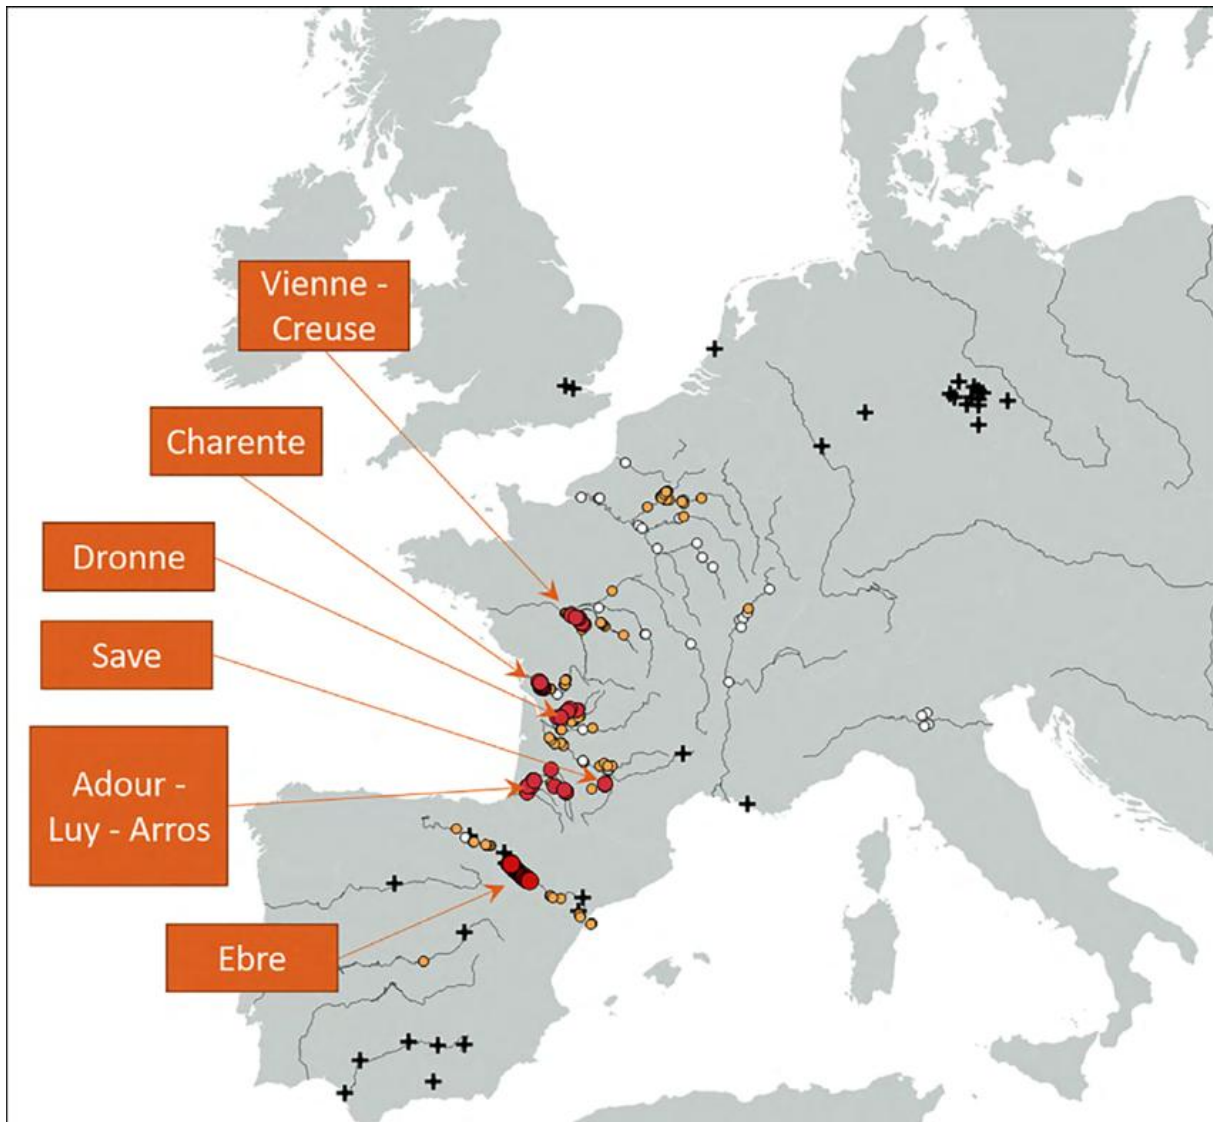 Vienne -
Creuse
Charente
Dronne
Save
Adour -
Luy - Arros
Ebre